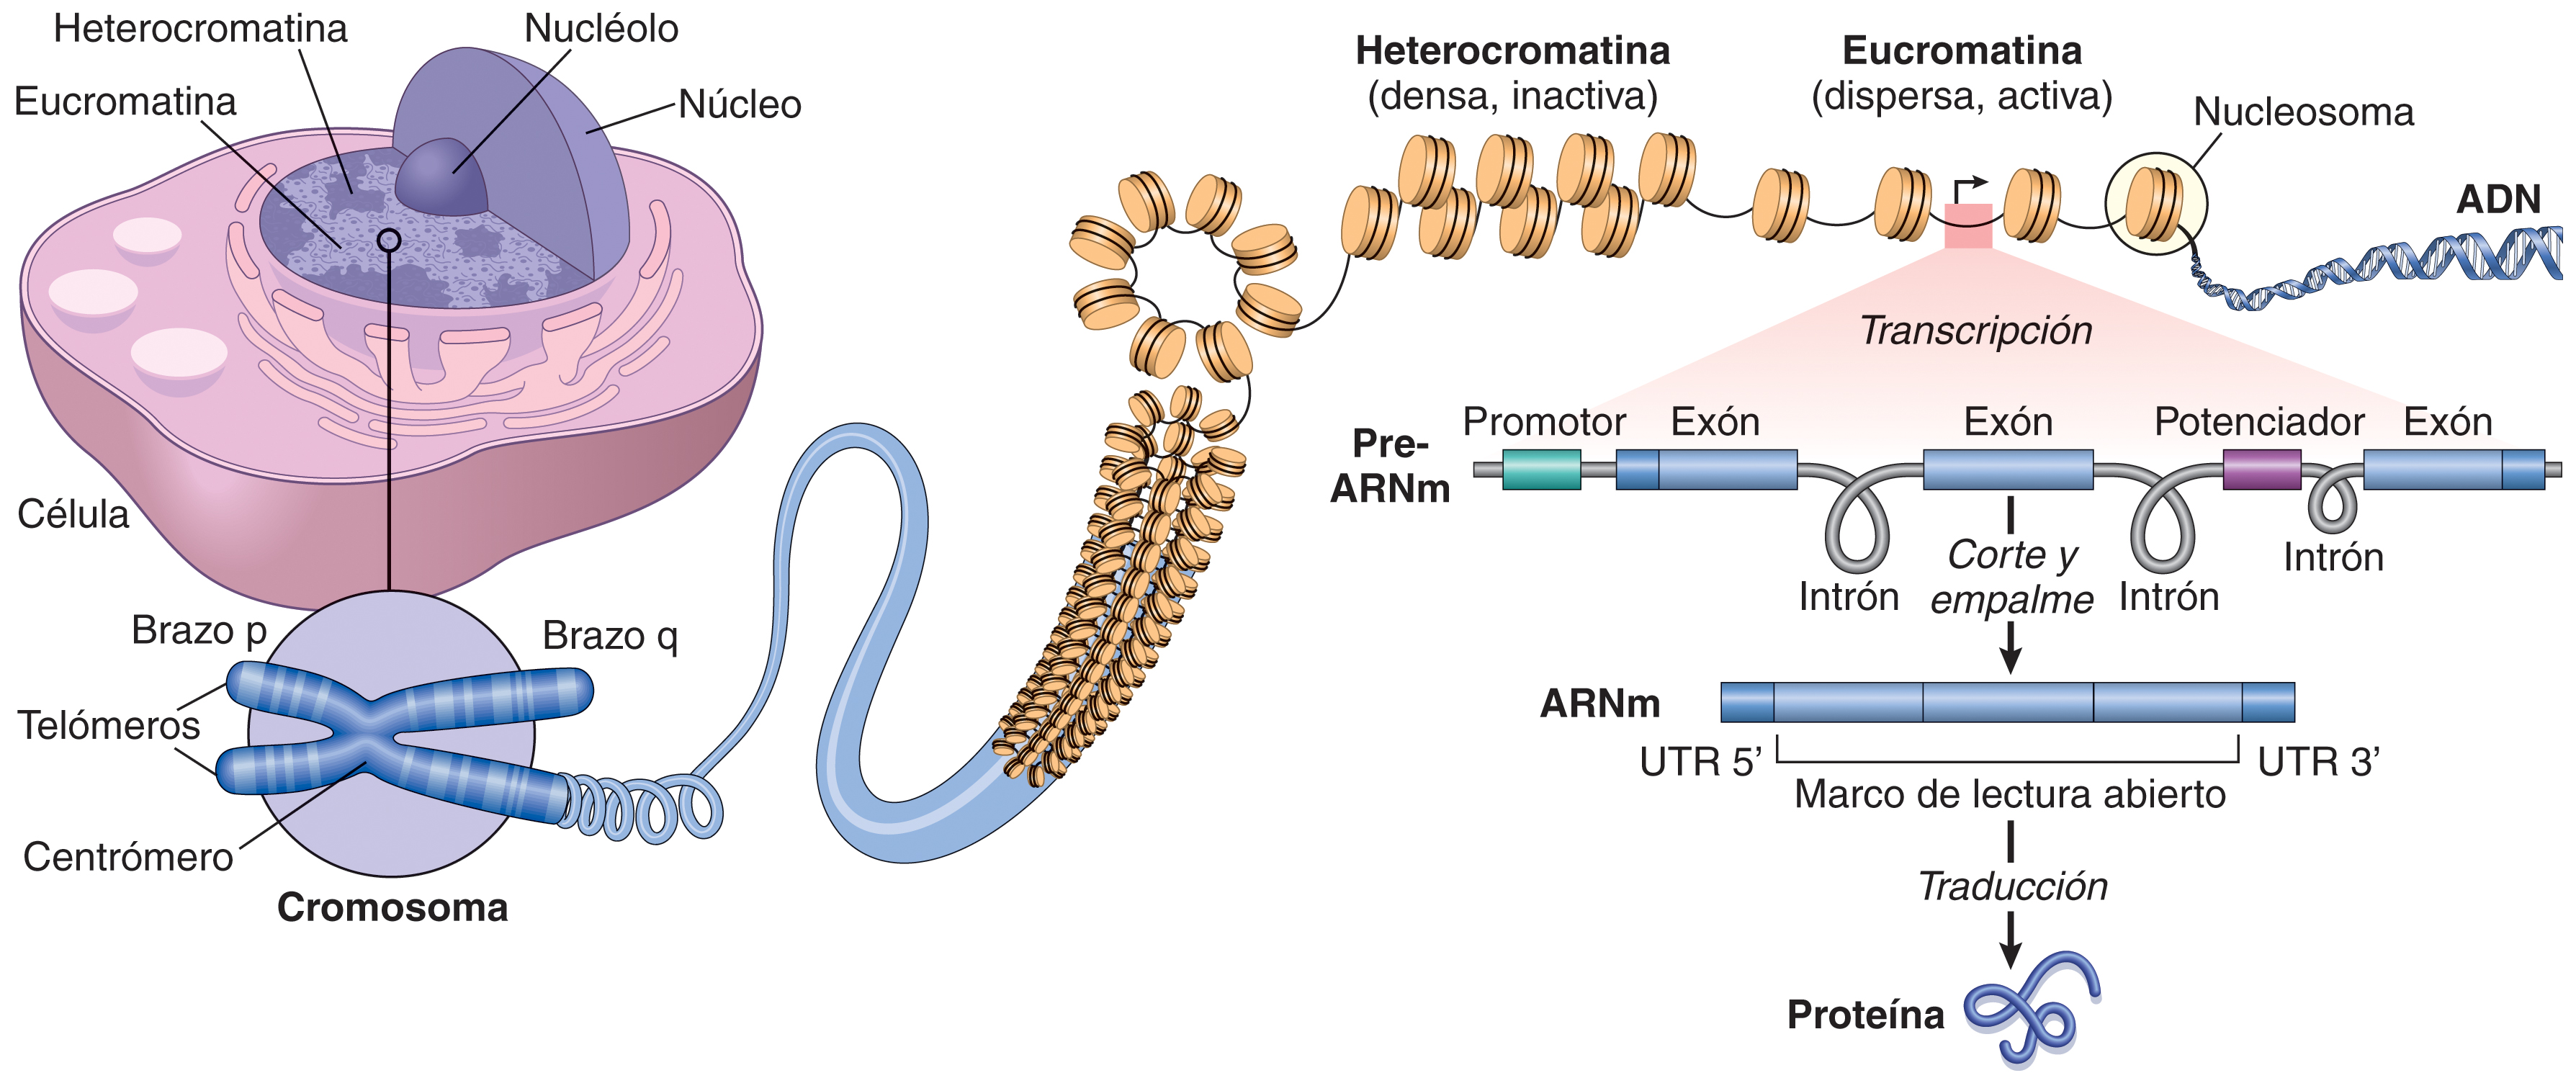 Heterocromatina
Nucléolo
Eucromatina
Núcleo
Célula
Brazo p
Brazo q
Telómeros
Centrómero
Cromosoma
Heterocromatina
(densa, inactiva)
Eucromatina
(dispersa, activa)
Nucleosoma
ADN
Transcripción
Promotor
Exón
Exón
Potenciador
Exón
Pre-
ARNm
Intrón
Corte y
empalme
Intrón
Intrón
ARNm
UTR 5’
UTR 3’
Marco de lectura abierto
Traducción
Proteína